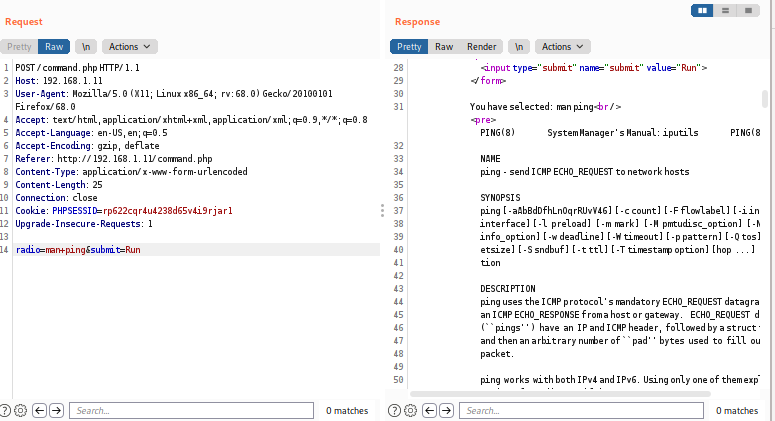 Request
Pretty Raw \n Actions
1 POST /command.php HTTP/1.1
2 Host: 192.168.1.11
3 User-Agent: Mozilla/5.0 (X11; Linux x86_64; rv:68.0) Gecko/20100101
Firefox/68.0
4 Accept: text/html,application/xhtml+xml,application/xml;q=0.9,*/*;q=0.8
5 Accept-Language: en-US,en;q=0.5
6 Accept-Encoding: gzip, deflate
7 Referer: http://192.168.1.11/command.php
8 Content-Type: application/x-www-form-urlencoded
9 Content-Length: 25
10 Connection: close
11 Cookie: PHPSESSID=rp622cqr4u4238d65v4i9rjar1
12 Upgrade-Insecure-Requests: 1
13
14 radio=man+ping&submit=Run
Search...
0 matches
Response
Pretty Raw Render \n Actions
28 <input type="submit" name="submit" value="Run">
29 </form>
30
31 You have selected: man ping<br />
<pre>
PING(8) System Manager's Manual: iputils PING(8
32
33 NAME
34 ping - send ICMP ECHO_REQUEST to network hosts
35
36 SYNOPSIS
37 ping [-aAbBdDfhLnOqrRUvV46] [-c count] [-F flowlabel] [-i in
38 interface] [-l preload] [-m mark] [-M pmtudisc_option] [-N
39 info_option] [-w deadline] [-W timeout] [-p pattern] [-Q tos]
40 etsize] [-S sndbuf] [-t ttl] [-T timestamp option] [hop ...]
41 tion
42
43 DESCRIPTION
44 ping uses the ICMP protocol's mandatory ECHO_REQUEST datagra
45 an ICMP ECHO_RESPONSE from a host or gateway. ECHO_REQUEST d
46 (``pings'') have an IP and ICMP header, followed by a struct
47 and then an arbitrary number of ``pad'' bytes used to fill ou
48 packet.
49
50 ping works with both IPv4 and IPv6. Using only one of them expl
Search...
0 matches